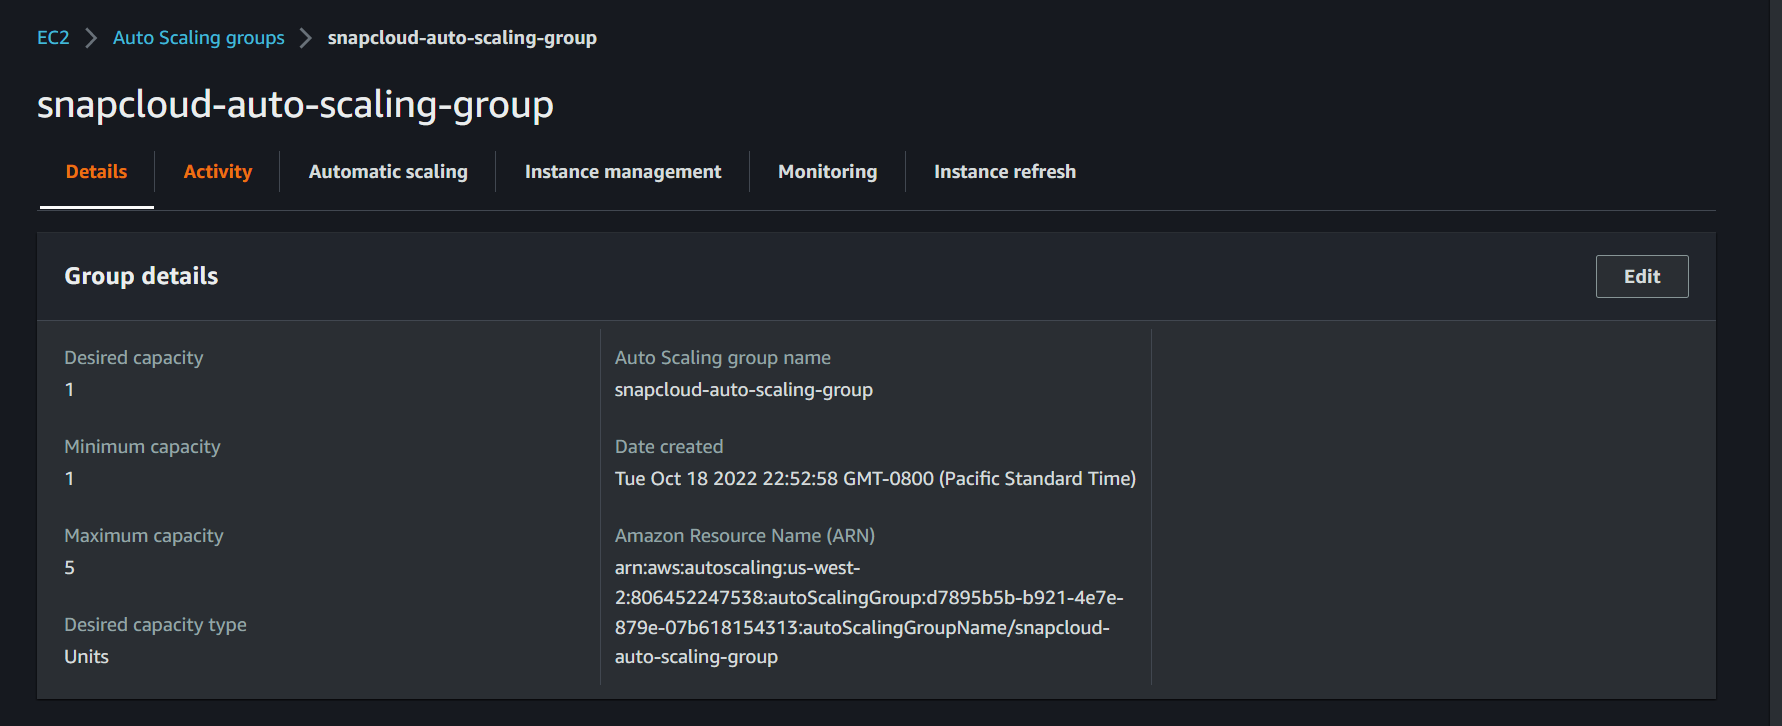 EC2 > Auto Scaling groups > snapcloud-auto-scaling-group
snapcloud-auto-scaling-group
Details Activity Automatic scaling Instance management Monitoring Instance refresh
Group details
Edit
Desired capacity
1
Minimum capacity
1
Maximum capacity
5
Desired capacity type
Units
Auto Scaling group name
snapcloud-auto-scaling-group
Date created
Tue Oct 18 2022 22:52:58 GMT-0800 (Pacific Standard Time)
Amazon Resource Name (ARN)
arn:aws:autoscaling:us-west-
2:806452247538:autoScalingGroup:d7895b5b-b921-4e7e-
879e-07b618154313:autoScalingGroupName/snapcloud-
auto-scaling-group